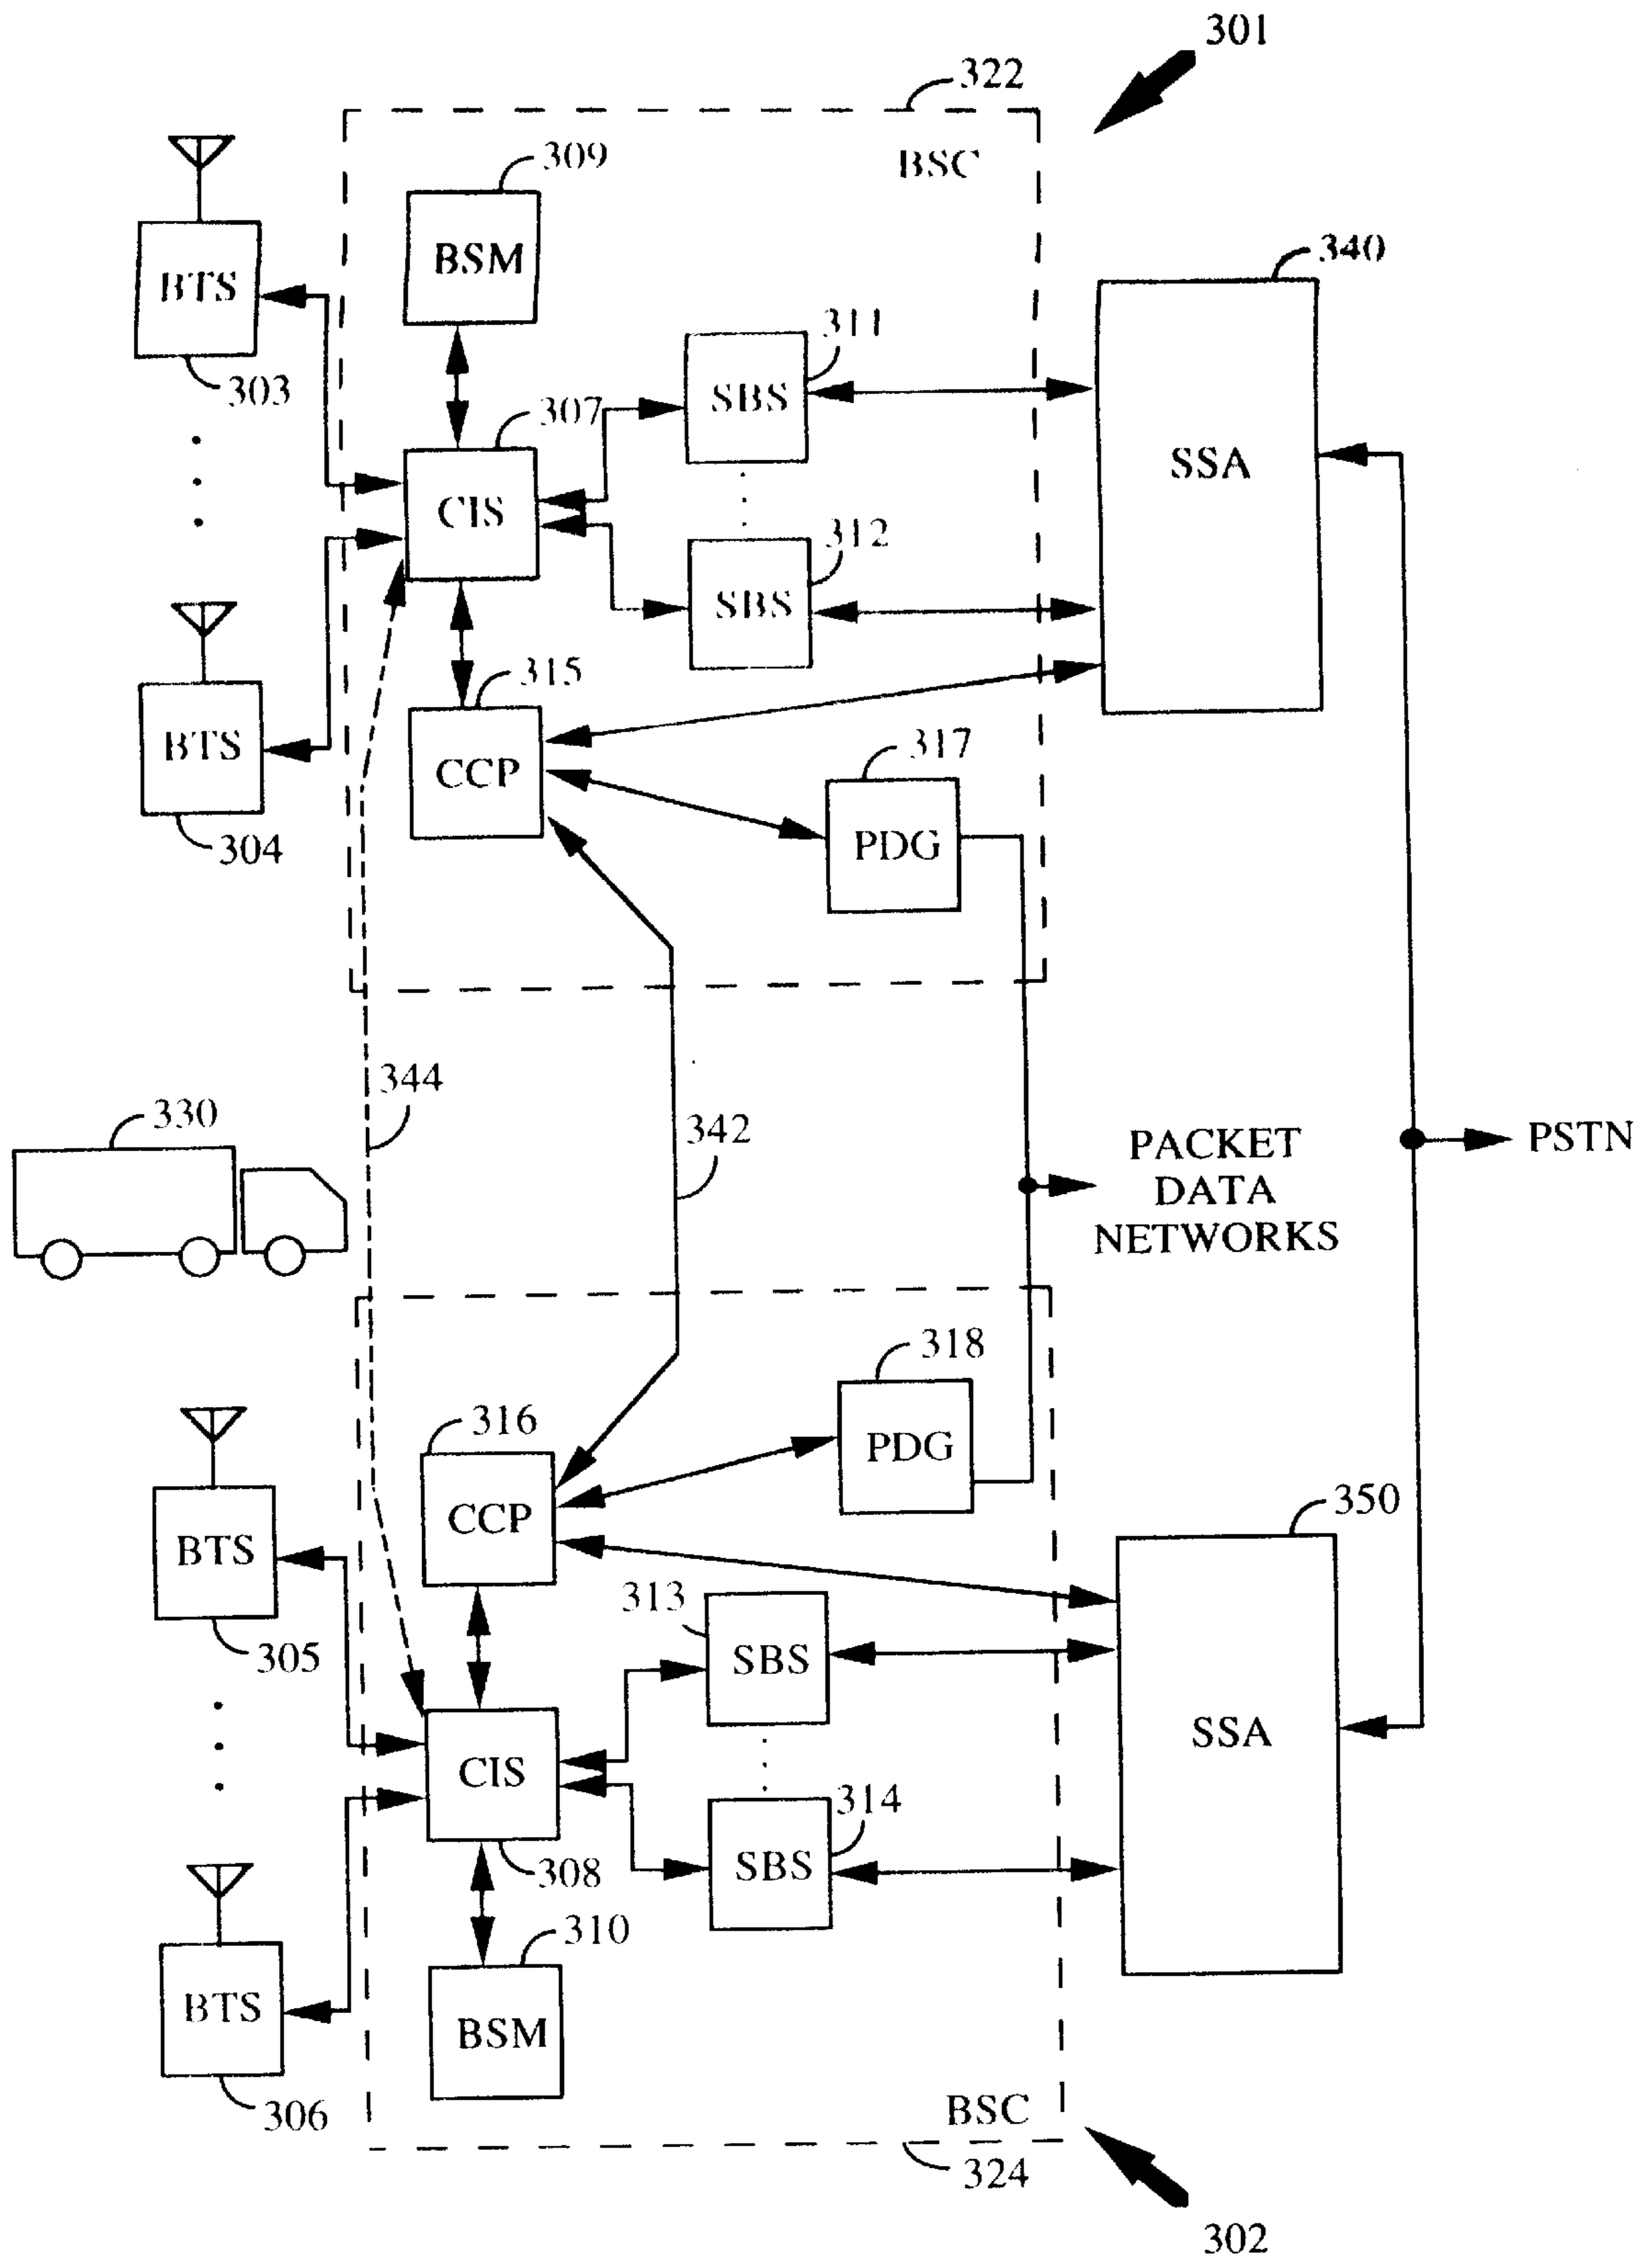 301
322
BSC
309
BSM
340
BTS
303
311
SBS
307
CIS
SSA
312
SBS
315
BTS
304
CCP
317
PDG
344
330
342
PACKET
DATA
NETWORKS
PSTN
318
PDG
316
CCP
350
BTS
305
313
SBS
SSA
CIS
308
314
SBS
310
BSM
BTS
306
BSC
324
302